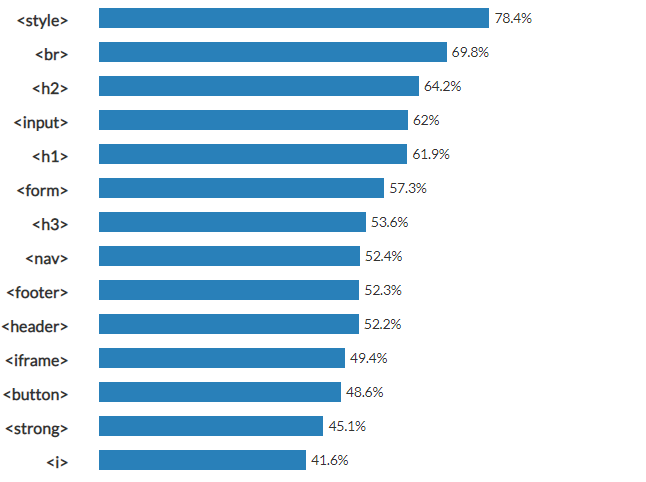 <style> 78.4%
<br> 69.8%
<h2> 64.2%
<input> 62%
<h1> 61.9%
<form> 57.3%
<h3> 53.6%
<nav> 52.4%
<footer> 52.3%
<header> 52.2%
<iframe> 49.4%
<button> 48.6%
<strong> 45.1%
<i> 41.6%